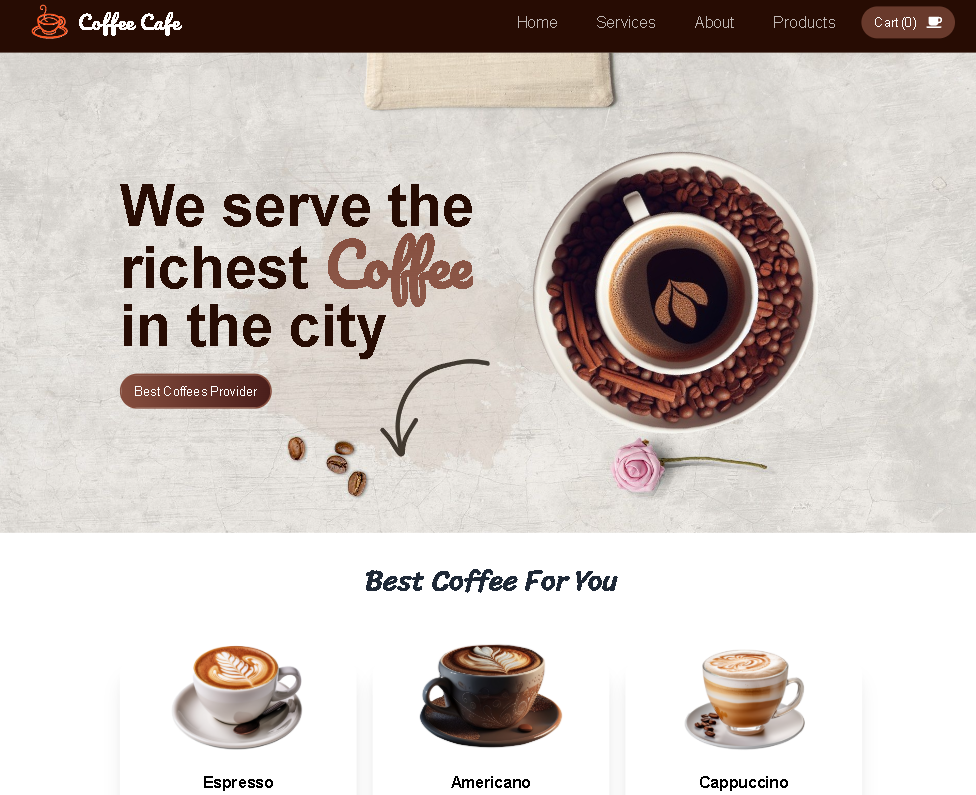 Coffee Cafe
Home Services About Products Cart (0)
We serve the
richest Coffee
in the city
Best Coffees Provider
Best Coffee For You
Espresso Americano Cappuccino